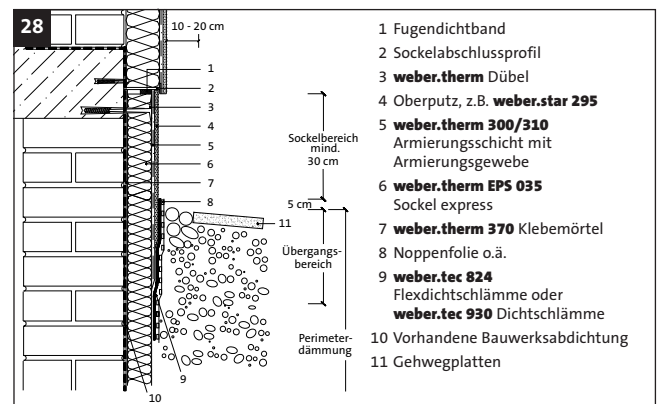 28
10 - 20 cm
1
2
3
4
5
6
7
8
11
9
10
Sockelbereich
mind.
30 cm
5 cm
Übergangs-
bereich
Perimeter-
dämmung
1 Fugendichtband
2 Sockelabschlussprofil
3 weber.therm Dübel
4 Oberputz, z.B. weber.star 295
5 weber.therm 300/310
Armierungsschicht mit
Armierungsgewebe
6 weber.therm EPS 035
Sockel express
7 weber.therm 370 Klebemörtel
8 Noppenfolie o.ä.
9 weber.tec 824
Flexdichtschlämme oder
weber.tec 930 Dichtschlämme
10 Vorhandene Bauwerksabdichtung
11 Gehwegplatten